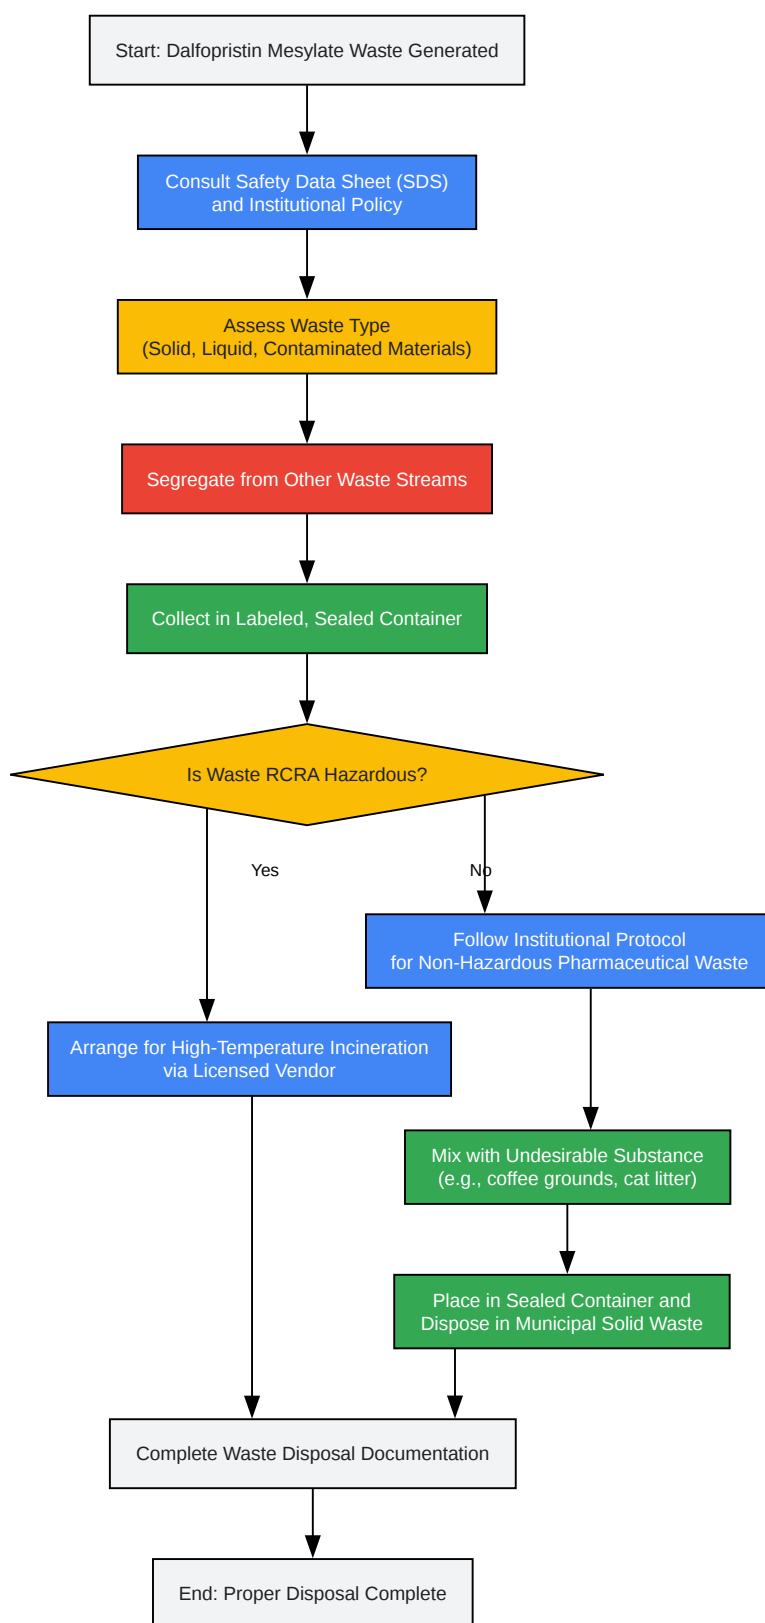 Start: Dalfopristin Mesylate Waste Generated
Consult Safety Data Sheet (SDS)
and Institutional Policy
Assess Waste Type
(Solid, Liquid, Contaminated Materials)
Segregate from Other Waste Streams
Collect in Labeled, Sealed Container
Is Waste RCRA Hazardous?
Yes
No
Follow Institutional Protocol
for Non-Hazardous Pharmaceutical Waste
Arrange for High-Temperature Incineration
via Licensed Vendor
Mix with Undesirable Substance
(e.g., coffee grounds, cat litter)
Place in Sealed Container and
Dispose in Municipal Solid Waste
Complete Waste Disposal Documentation
End: Proper Disposal Complete